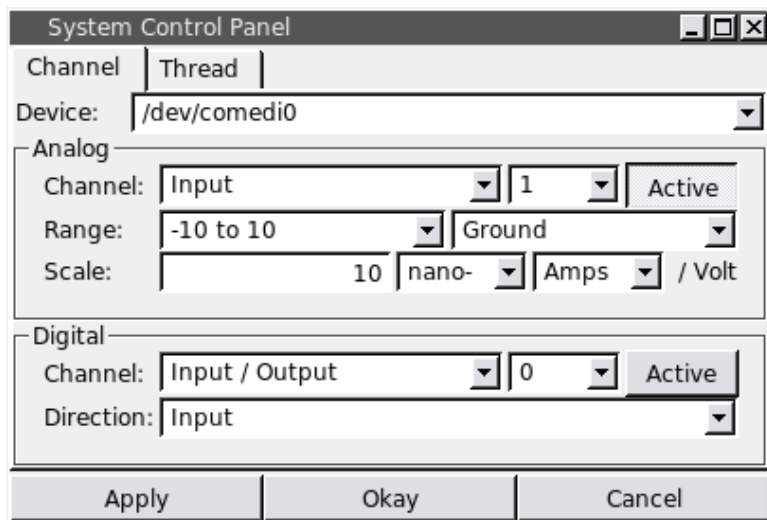 System Control Panel
Channel Thread
Device: /dev/comedi0
Analog
Channel: Input 1 Active
Range: -10 to 10 Ground
Scale: 10 nano- Amps / Volt
Digital
Channel: Input / Output 0 Active
Direction: Input
Apply Okay Cancel